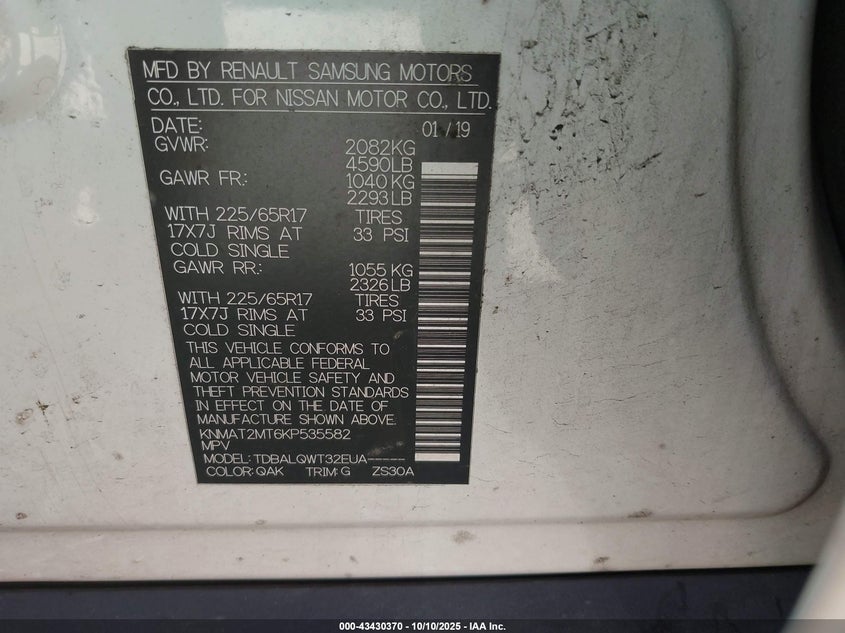 MFD BY RENAULT SAMSUNG MOTORS
CO., LTD. FOR NISSAN MOTOR CO., LTD.
DATE: 01 / 19
GVWR: 2082KG
4590LB
GAWR FR: 1040 KG
2293 LB
WITH 225/65R17 TIRES
17X7J RIMS AT 33 PSI
COLD SINGLE
GAWR RR: 1055 KG
2326 LB
WITH 225/65R17 TIRES
17X7J RIMS AT 33 PSI
COLD SINGLE
THIS VEHICLE CONFORMS TO
ALL APPLICABLE FEDERAL
MOTOR VEHICLE SAFETY AND
THEFT PREVENTION STANDARDS
IN EFFECT ON THE DATE OF
MANUFACTURE SHOWN ABOVE.
KNMAT2MT6KP535582
MPV
MODEL: TDBALQWT32EUA-----
COLOR: QAK TRIM: G ZS30A
000-43430370 - 10/10/2025 - IAA Inc.